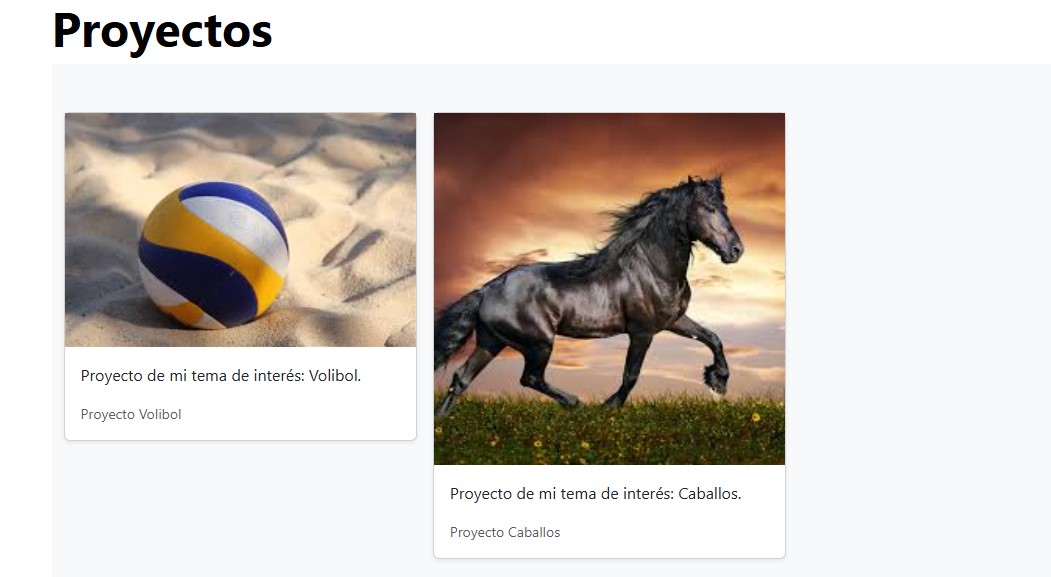 Proyectos
Proyecto de mi tema de interés: Volibol.
Proyecto Volibol
Proyecto de mi tema de interés: Caballos.
Proyecto Caballos